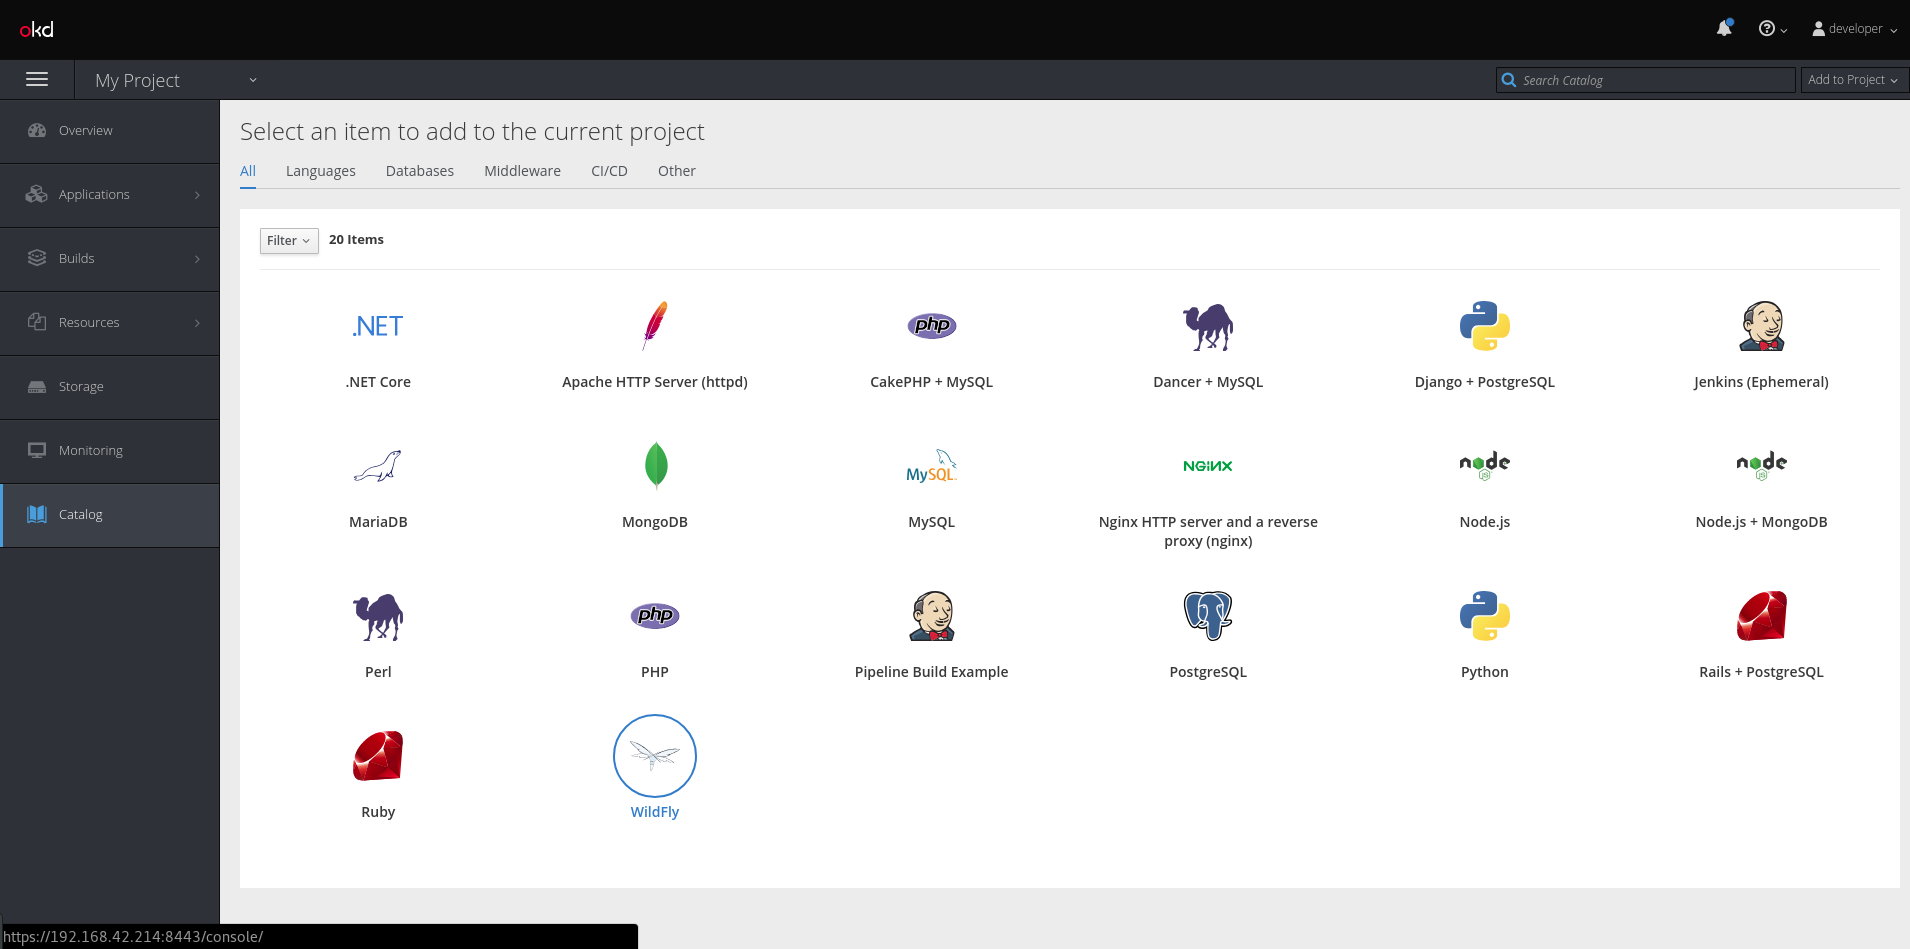 okd
developer
My Project
Search Catalog
Add to Project
Overview
Applications
Builds
Resources
Storage
Monitoring
Catalog
Select an item to add to the current project
All Languages Databases Middleware CI/CD Other
Filter 20 Items
.NET
php
.NET Core
Apache HTTP Server (httpd)
CakePHP + MySQL
Dancer + MySQL
Django + PostgreSQL
Jenkins (Ephemeral)
MySQL
NGINX
node
JS
node
JS
MariaDB
MongoDB
MySQL
Nginx HTTP server and a reverse
proxy (nginx)
Node.js
Node.js + MongoDB
php
Perl
PHP
Pipeline Build Example
PostgreSQL
Python
Rails + PostgreSQL
Ruby
WildFly
https://192.168.42.214:8443/console/